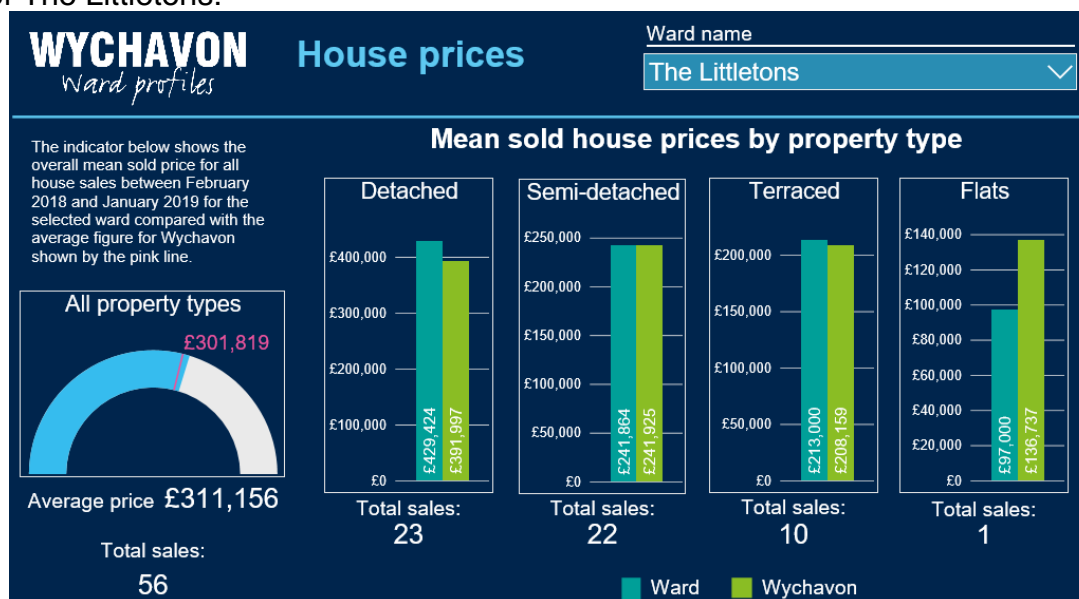 of The Littletons.
WYCHAVON
Ward profiles
House prices
Ward name
The Littletons
The indicator below shows the
overall mean sold price for all
house sales between February
2018 and January 2019 for the
selected ward compared with the
average figure for Wychavon
shown by the pink line.
All property types
£301,819
Average price £311,156
Total sales:
56
Mean sold house prices by property type
Detached
£400,000
£300,000
£200,000
£100,000
£0
£429,424
£391,997
Total sales:
23
Semi-detached
£250,000
£200,000
£150,000
£100,000
£50,000
£0
£241,864
£241,925
Total sales:
22
Terraced
£200,000
£150,000
£100,000
£50,000
£0
£213,000
£208,159
Total sales:
10
Flats
£140,000
£120,000
£100,000
£80,000
£60,000
£40,000
£20,000
£0
£97,000
£136,737
Total sales:
1
Ward
Wychavon